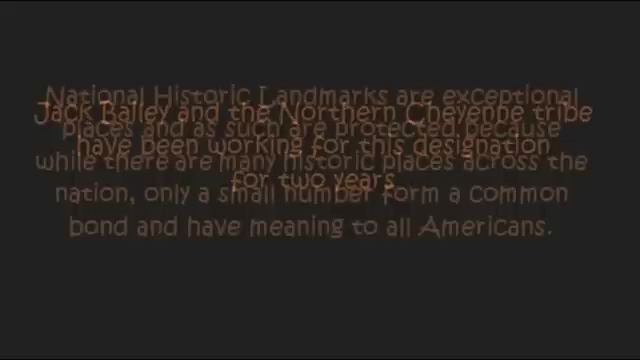 National Historic Landmarks are exceptional
Jack Bailey and the Northern Cheyenne tribe
places and as such are protected because
have been working for this designation
while there are many historic places across the
for two years
nation, only a small number form a common
bond and have meaning to all Americans.